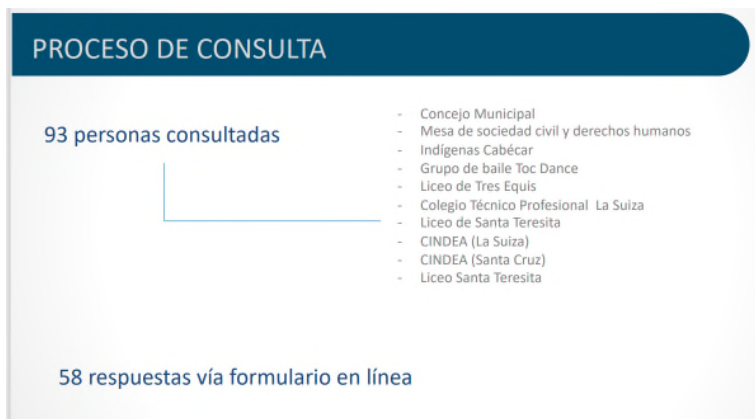 PROCESO DE CONSULTA
93 personas consultadas
- Concejo Municipal
- Mesa de sociedad civil y derechos humanos
- Indígenas Cabécar
- Grupo de baile Toc Dance
- Liceo de Tres Equis
- Colegio Técnico Profesional La Suiza
- Liceo de Santa Teresita
- CINDEA (La Suiza)
- CINDEA (Santa Cruz)
- Liceo Santa Teresita
58 respuestas vía formulario en línea